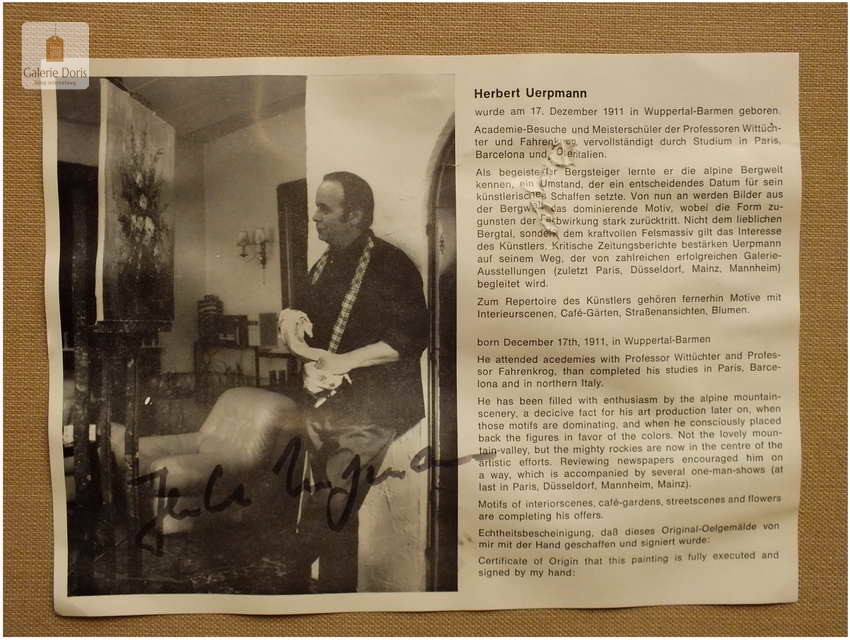 Galerie Doris
Herbert Uerpmann
wurde am 17. Dezember 1911 in Wuppertal-Barmen geboren.
Academie-Besuche und Meisterschüler der Professoren Wittüch-
ter und Fahrenkrog, vervollständigt durch Studium in Paris,
Barcelona und Oberitalien.
Als begeisterter Bergsteiger lernte er die alpine Bergwelt
kennen, ein Umstand, der ein entscheidendes Datum für sein
künstlerisches Schaffen setzte. Von nun an werden Bilder aus
der Bergwelt das dominierende Motiv, wobei die Form zu-
gunsten der Farbwirkung stark zurücktritt. Nicht dem lieblichen
Bergtal, sondern dem kraftvollen Felsmassiv gilt das Interesse
des Künstlers. Kritische Zeitungsberichte bestärken Uerpmann
auf seinem Weg, der von zahlreichen erfolgreichen Galerie-
Ausstellungen (zuletzt Paris, Düsseldorf, Mainz, Mannheim)
begleitet wird.
Zum Repertoire des Künstlers gehören fernerhin Motive mit
Interieurscenen, Café-Gärten, Straßenansichten, Blumen.
born December 17th, 1911, in Wuppertal-Barmen
He attended acedemies with Professor Wittüchter and Profes-
sor Fahrenkrog, than completed his studies in Paris, Barce-
lona and in northern Italy.
He has been filled with enthusiasm by the alpine mountain-
scenery, a decicive fact for his art production later on, when
those motifs are dominating, and when he consciously placed
back the figures in favor of the colors. Not the lovely moun-
tain-valley, but the mighty rockies are now in the centre of the
artistic efforts. Reviewing newspapers encouraged him on
a way, which is accompanied by several one-man-shows (at
last in Paris, Düsseldorf, Mannheim, Mainz).
Motifs of interiorscenes, café-gardens, streetscenes and flowers
are completing his offers.
Echtheitsbescheinigung, daß dieses Original-Oelgemälde von
mir mit der Hand geschaffen und signiert wurde:
Certificate of Origin that this painting is fully executed and
signed by my hand: